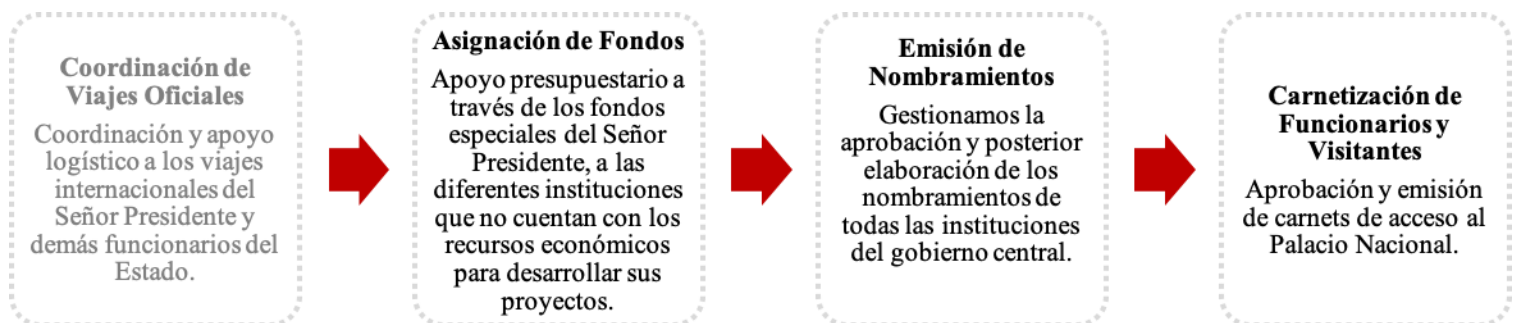 Coordinación de
Viajes Oficiales
Coordinación y apoyo
logístico a los viajes
internacionales del
Señor Presidente y
demás funcionarios del
Estado.
Asignación de Fondos
Apoyo presupuestario a
través de los fondos
especiales del Señor
Presidente, a las
diferentes instituciones
que no cuentan con los
recursos económicos
para desarrollar sus
proyectos.
Emisión de
Nombramientos
Gestionamos la
aprobación y posterior
elaboración de los
nombramientos de
todas las instituciones
del gobierno central.
Carnetización de
Funcionarios y
Visitantes
Aprobación y emisión
de carnets de acceso al
Palacio Nacional.